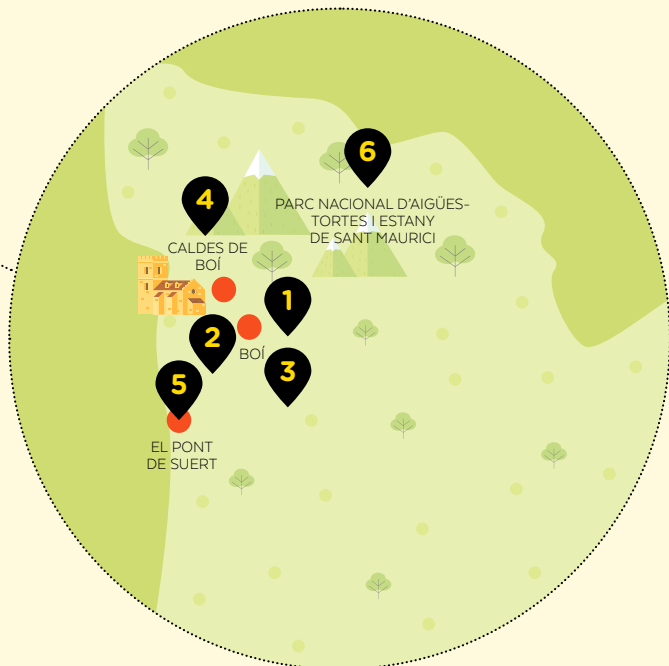 6
PARC NACIONAL D'AIGÜES-
TORTES I ESTANY
DE SANT MAURICI
4
CALDES DE
BOÍ
1
2
BOÍ
3
5
EL PONT
DE SUERT